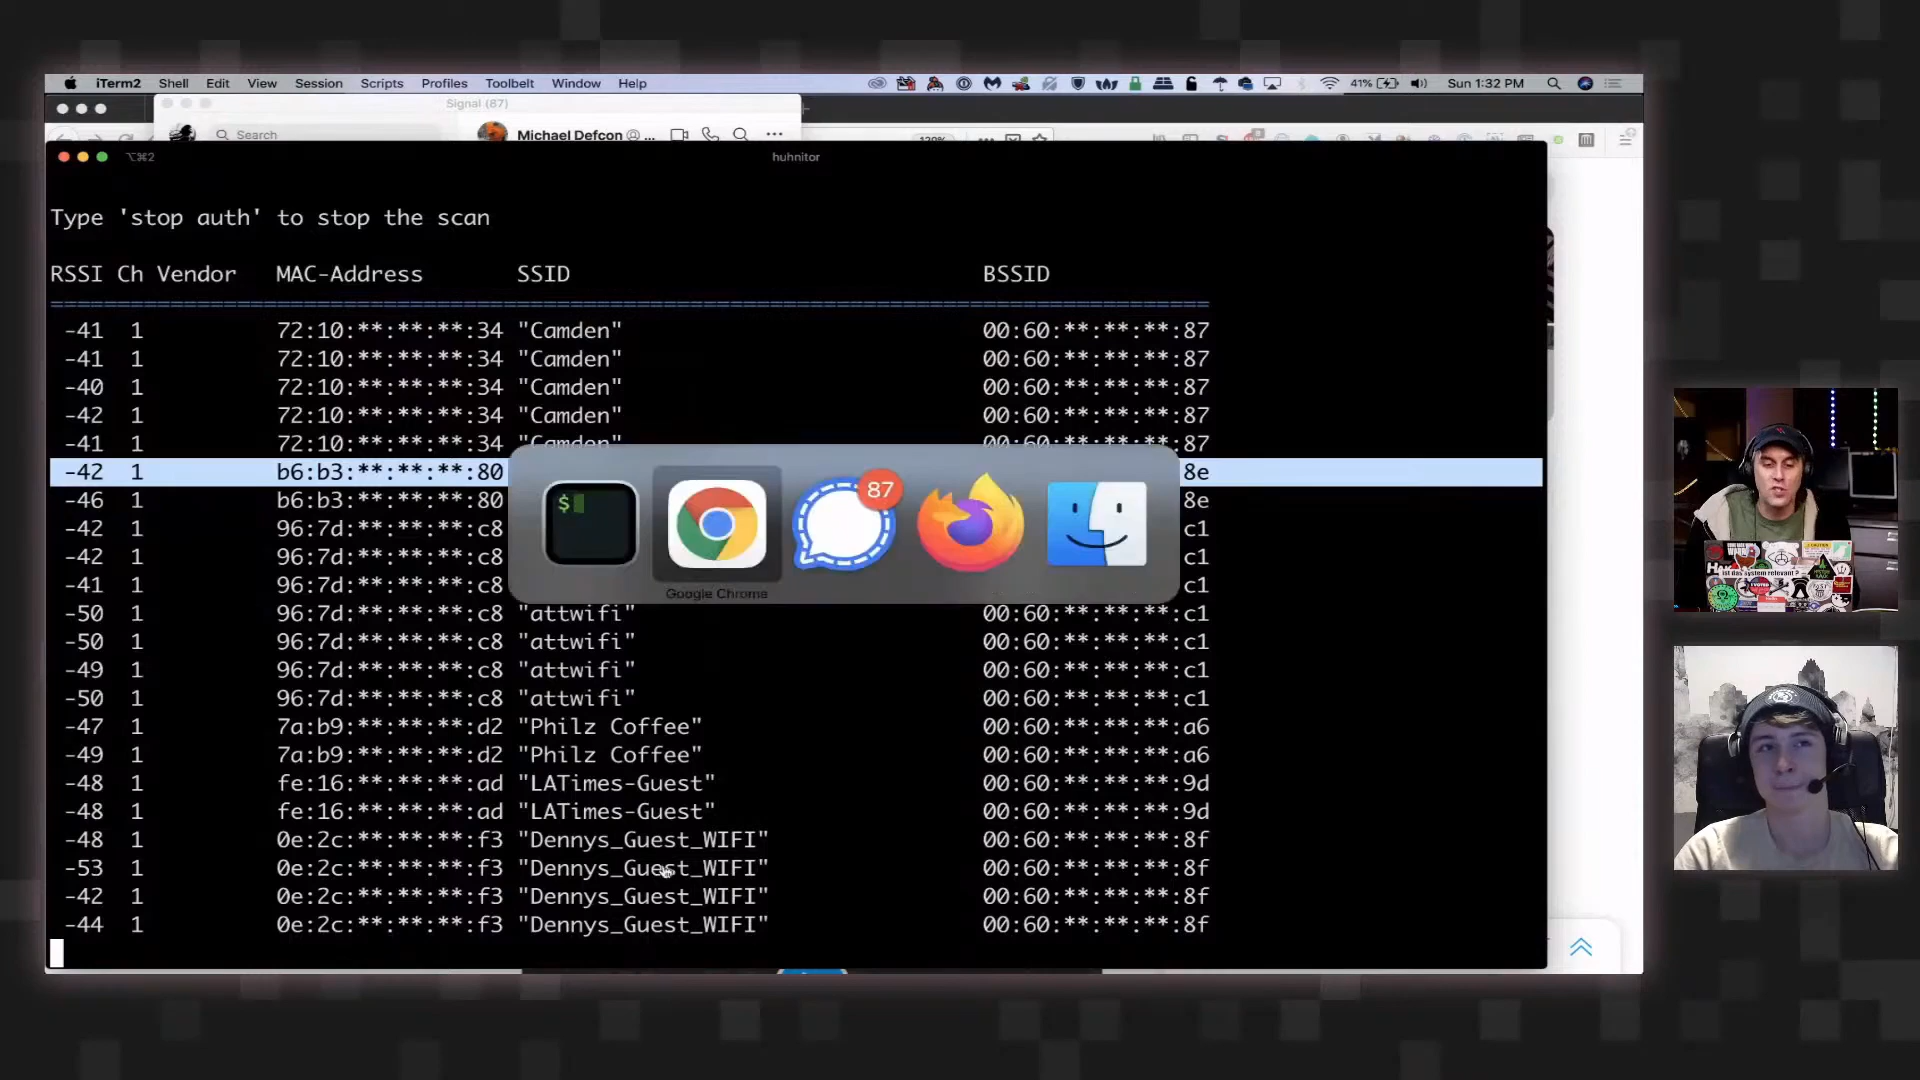 iTerm2 Shell Edit View Session Scripts Profiles Toolbelt Window Help 41% Sun 1:32 PM
Signal (87)
Search Michael Defcon ...
120%
⌥⌘2 huhnitor
Type 'stop auth' to stop the scan
RSSI Ch Vendor MAC-Address SSID BSSID
==============================================================================
-41 1 72:10:**:**:**:34 "Camden" 00:60:**:**:**:87
-41 1 72:10:**:**:**:34 "Camden" 00:60:**:**:**:87
-40 1 72:10:**:**:**:34 "Camden" 00:60:**:**:**:87
-42 1 72:10:**:**:**:34 "Camden" 00:60:**:**:**:87
-41 1 72:10:**:**:**:34 "Camden" 00:60:**:**:**:87
-42 1 b6:b3:**:**:**:80 8e
-46 1 b6:b3:**:**:**:80 8e
-42 1 96:7d:**:**:**:c8 c1
-42 1 96:7d:**:**:**:c8 c1
-41 1 96:7d:**:**:**:c8 c1
$ 87
Google Chrome
-50 1 96:7d:**:**:**:c8 "attwifi" 00:60:**:**:**:c1
-50 1 96:7d:**:**:**:c8 "attwifi" 00:60:**:**:**:c1
-49 1 96:7d:**:**:**:c8 "attwifi" 00:60:**:**:**:c1
-50 1 96:7d:**:**:**:c8 "attwifi" 00:60:**:**:**:c1
-47 1 7a:b9:**:**:**:d2 "Philz Coffee" 00:60:**:**:**:a6
-49 1 7a:b9:**:**:**:d2 "Philz Coffee" 00:60:**:**:**:a6
-48 1 fe:16:**:**:**:ad "LATimes-Guest" 00:60:**:**:**:9d
-48 1 fe:16:**:**:**:ad "LATimes-Guest" 00:60:**:**:**:9d
-48 1 0e:2c:**:**:**:f3 "Dennys_Guest_WIFI" 00:60:**:**:**:8f
-53 1 0e:2c:**:**:**:f3 "Dennys_Guest_WIFI" 00:60:**:**:**:8f
-42 1 0e:2c:**:**:**:f3 "Dennys_Guest_WIFI" 00:60:**:**:**:8f
-44 1 0e:2c:**:**:**:f3 "Dennys_Guest_WIFI" 00:60:**:**:**:8f
ist das system relevant ?